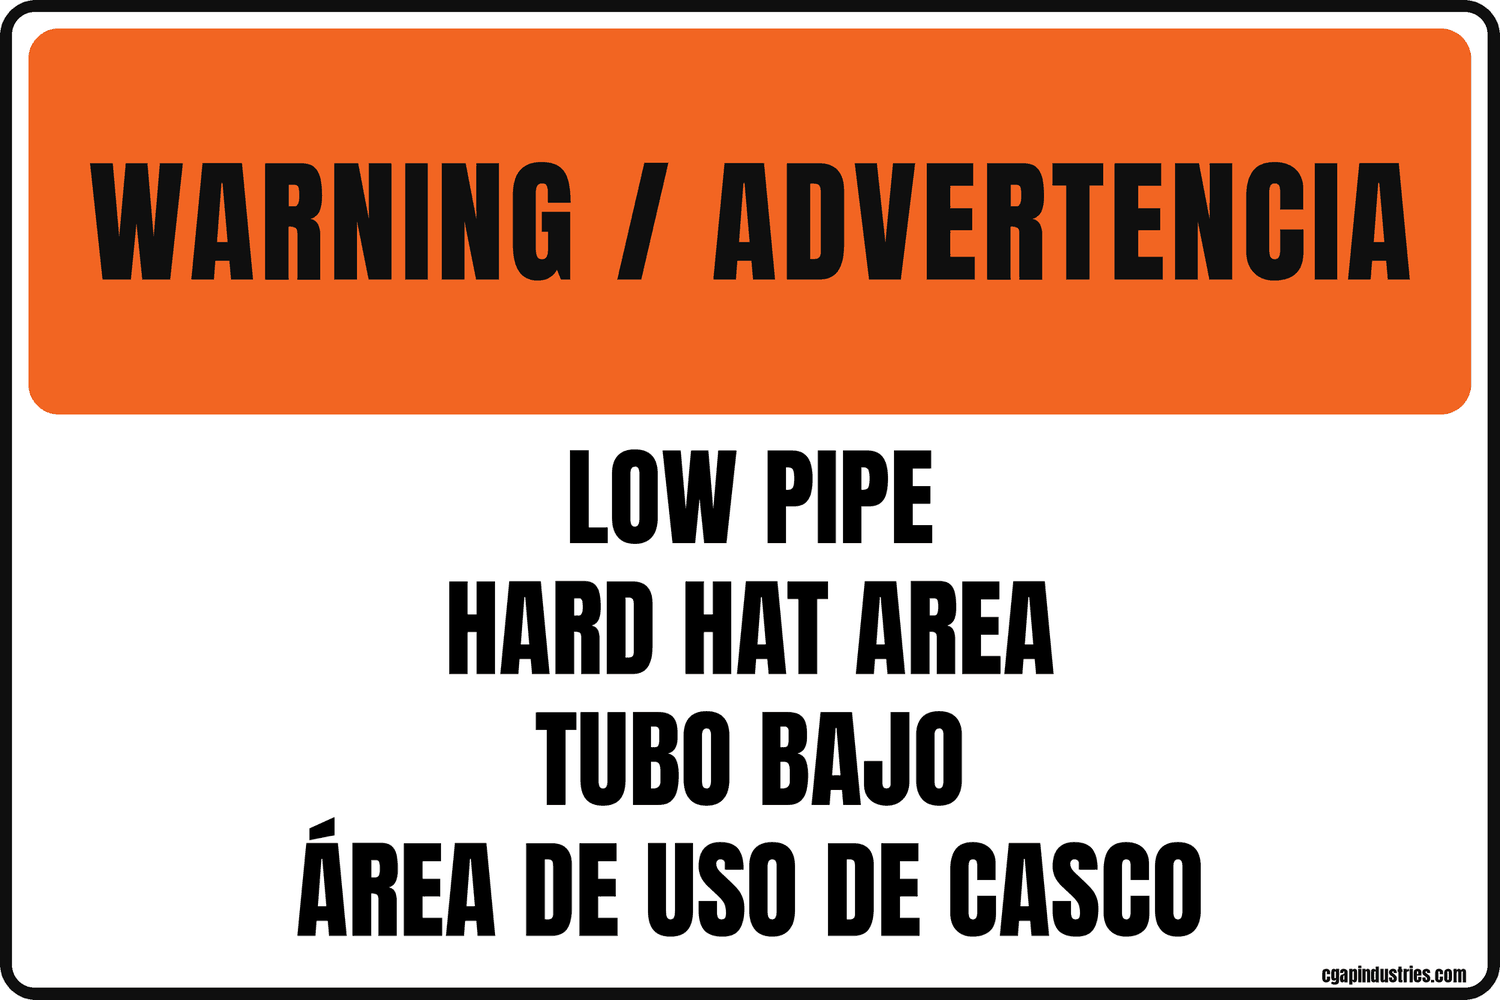 WARNING / ADVERTENCIA
LOW PIPE
HARD HAT AREA
TUBO BAJO
ÁREA DE USO DE CASCO
cgapindustries.com